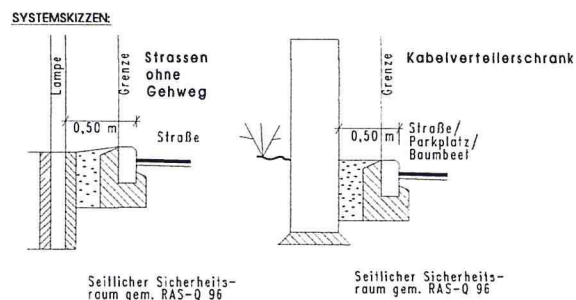 SYSTEMSKIZZEN:
Lampe
Grenze
Strassen
ohne
Gehweg
0,50 m
Straße
Seitlicher Sicherheits-
raum gem. RAS-Q 96
Grenze
Kabelverteilerschrank
0,50 m
Straße/
Parkplatz/
Baumbeet
Seitlicher Sicherheits-
raum gem. RAS-Q 96